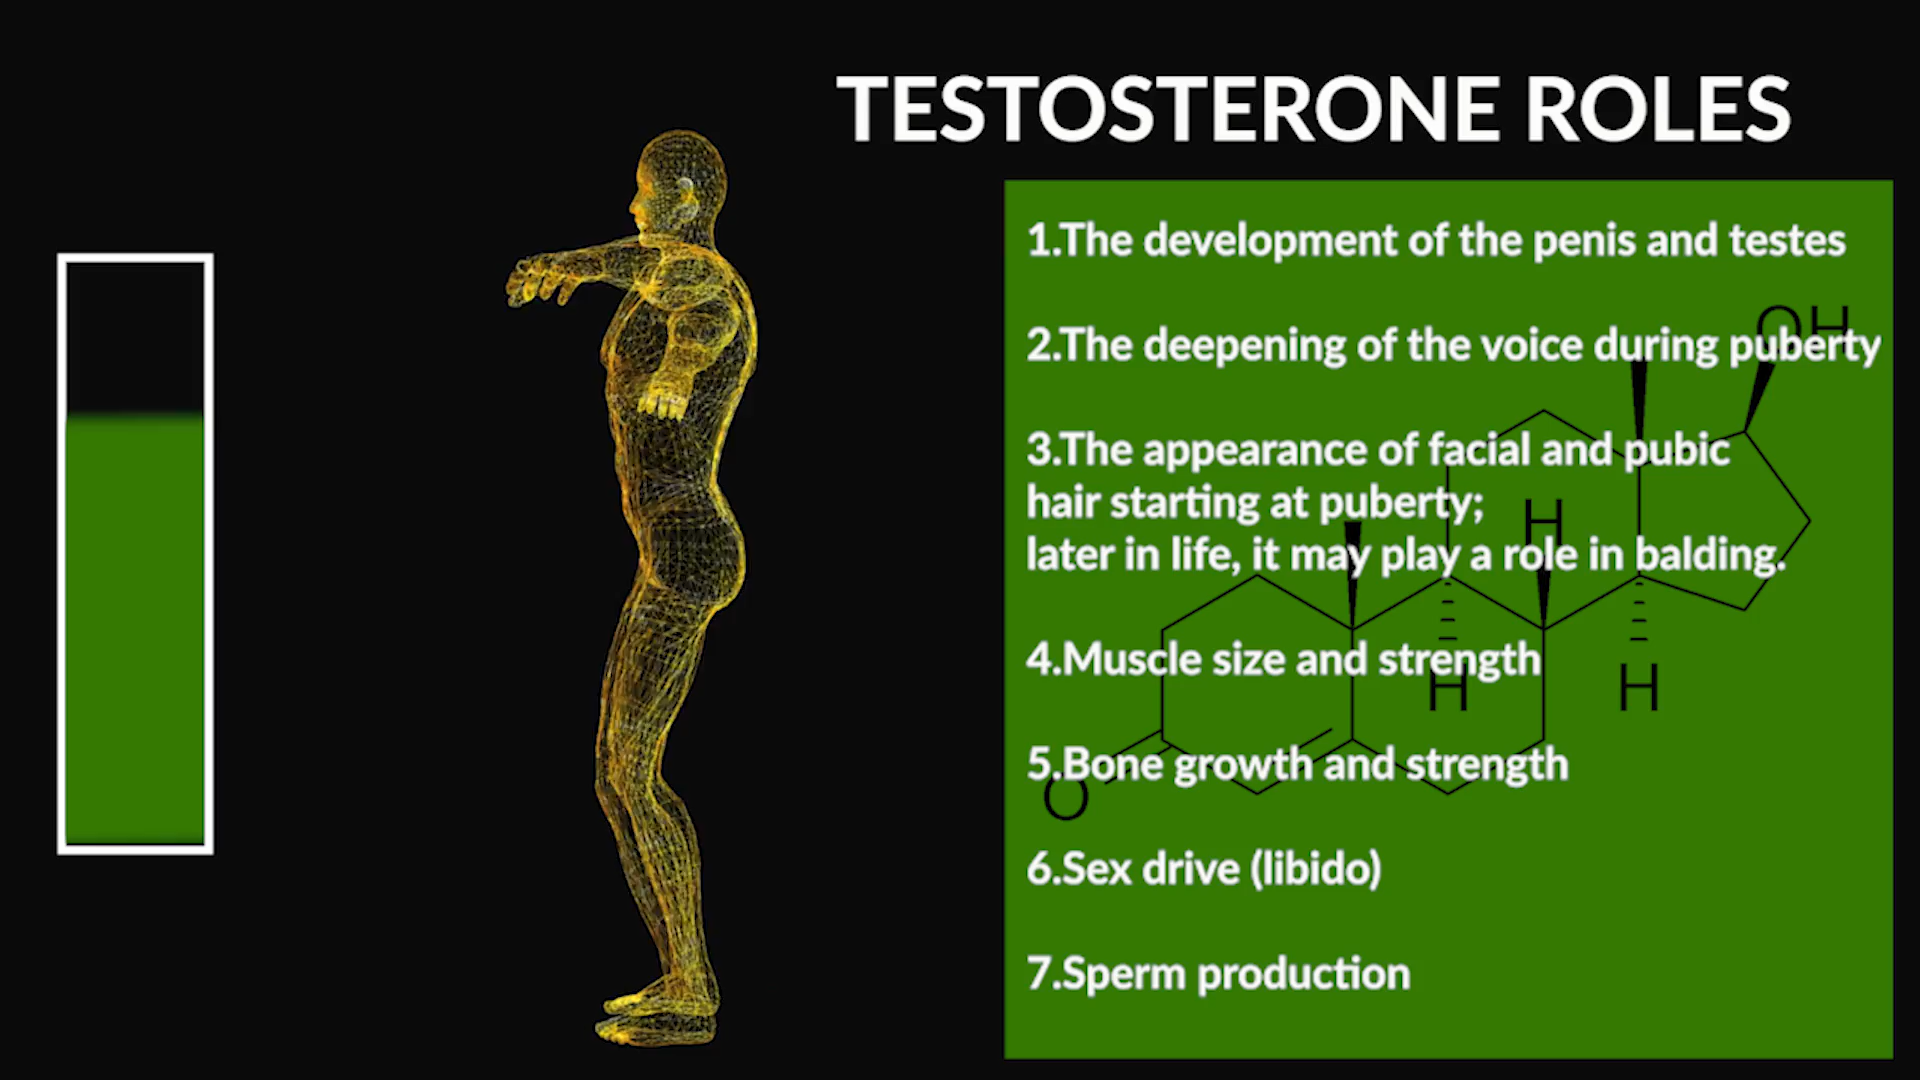 TESTOSTERONE ROLES
1.The development of the penis and testes
2.The deepening of the voice during puberty
3.The appearance of facial and pubic
hair starting at puberty;
later in life, it may play a role in balding.
4.Muscle size and strength
5.Bone growth and strength
6.Sex drive (libido)
7.Sperm production
OH
H
H
H
O